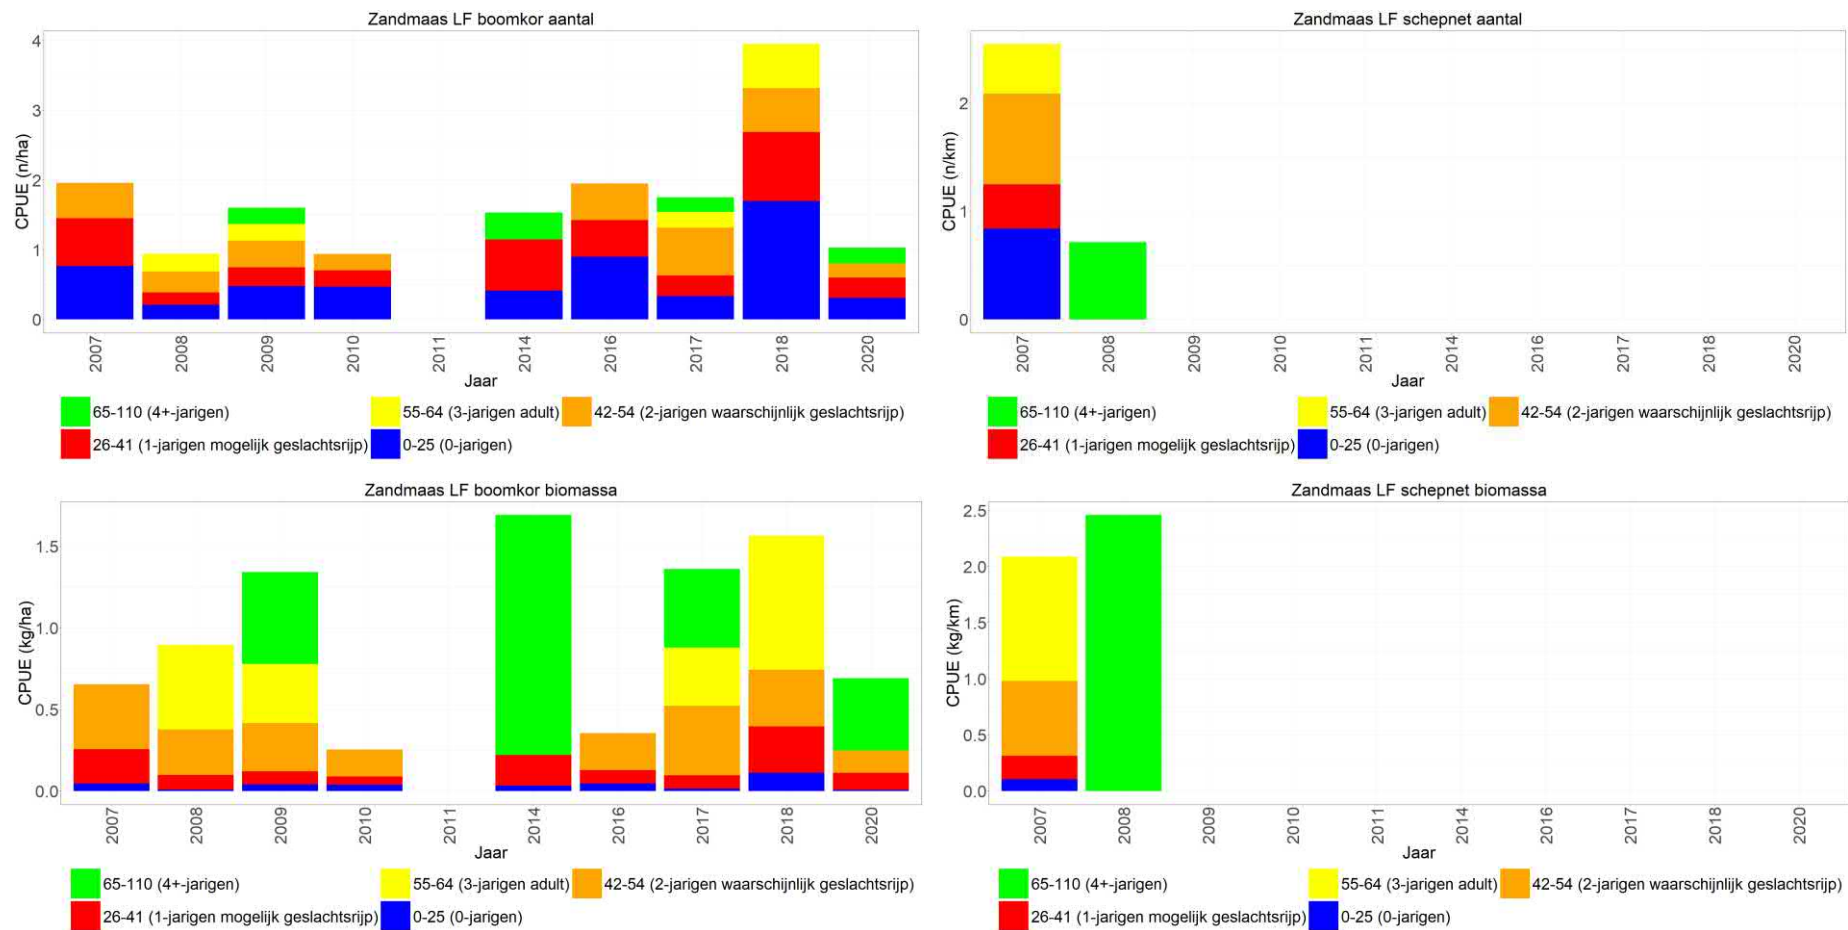 Zandmaas LF boomkor aantal
CPUE (n/ha)
4
3
2
1
0
2007 2008 2009 2010 2011 2014 2016 2017 2018 2020
Jaar
65-110 (4+-jarigen) 55-64 (3-jarigen adult) 42-54 (2-jarigen waarschijnlijk geslachtsrijp)
26-41 (1-jarigen mogelijk geslachtsrijp) 0-25 (0-jarigen)
Zandmaas LF schepnet aantal
CPUE (n/km)
2
1
0
2007 2008 2009 2010 2011 2014 2016 2017 2018 2020
Jaar
65-110 (4+-jarigen) 55-64 (3-jarigen adult) 42-54 (2-jarigen waarschijnlijk geslachtsrijp)
26-41 (1-jarigen mogelijk geslachtsrijp) 0-25 (0-jarigen)
Zandmaas LF boomkor biomassa
CPUE (kg/ha)
1.5
1.0
0.5
0.0
2007 2008 2009 2010 2011 2014 2016 2017 2018 2020
Jaar
65-110 (4+-jarigen) 55-64 (3-jarigen adult) 42-54 (2-jarigen waarschijnlijk geslachtsrijp)
26-41 (1-jarigen mogelijk geslachtsrijp) 0-25 (0-jarigen)
Zandmaas LF schepnet biomassa
CPUE (kg/km)
2.5
2.0
1.5
1.0
0.5
0.0
2007 2008 2009 2010 2011 2014 2016 2017 2018 2020
Jaar
65-110 (4+-jarigen) 55-64 (3-jarigen adult) 42-54 (2-jarigen waarschijnlijk geslachtsrijp)
26-41 (1-jarigen mogelijk geslachtsrijp) 0-25 (0-jarigen)